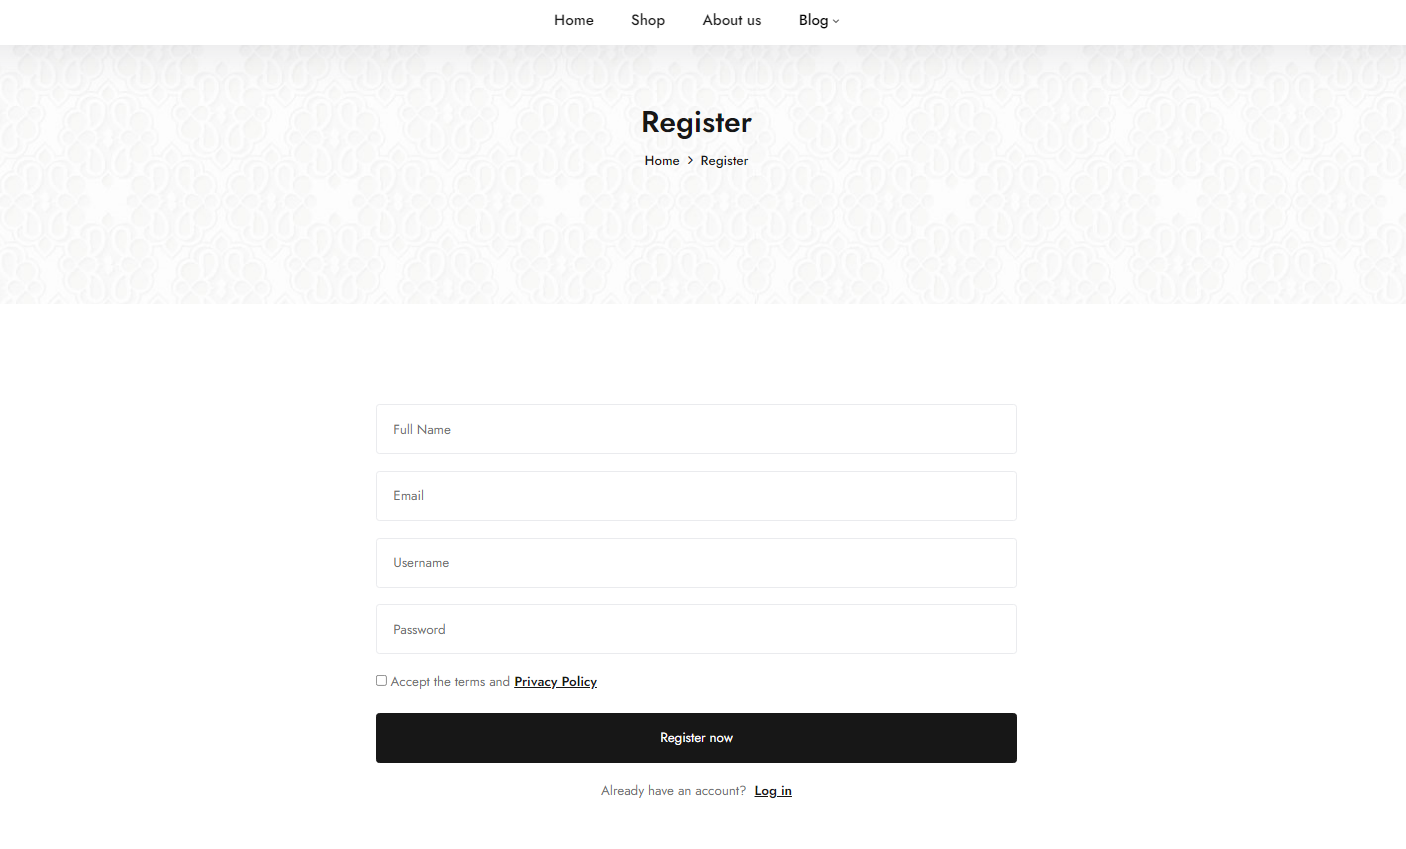 Home Shop About us Blog
Register
Home > Register
Full Name
Email
Username
Password
Accept the terms and Privacy Policy
Register now
Already have an account? Log in